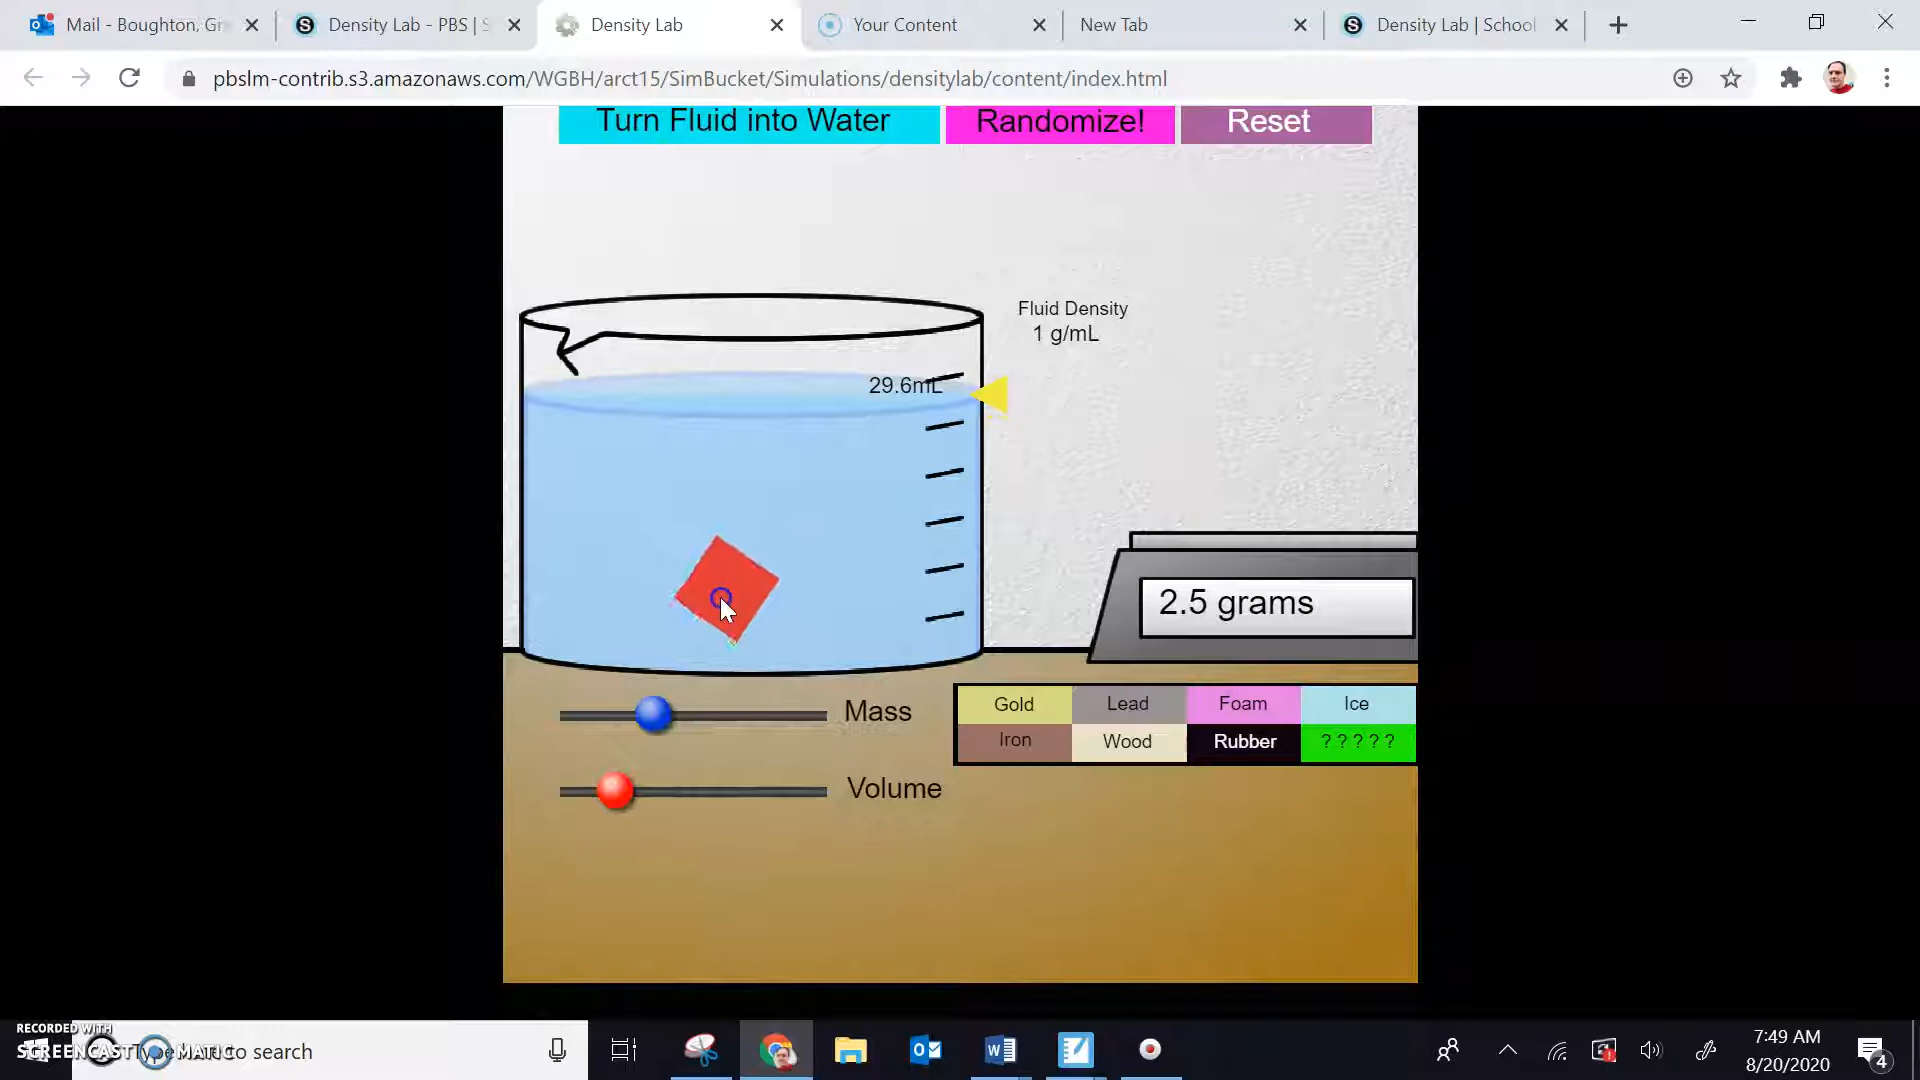 Mail - Boughton, Gr
Density Lab - PBS | S
Density Lab
Your Content
New Tab
Density Lab | School
pbslm-contrib.s3.amazonaws.com/WGBH/arct15/SimBucket/Simulations/densitylab/content/index.html
Turn Fluid into Water
Randomize!
Reset
Fluid Density
1 g/mL
29.6mL
2.5 grams
Mass
Gold
Lead
Foam
Ice
Iron
Wood
Rubber
? ? ? ? ?
Volume
RECORDED WITH
SCREENCAST MATIC
Type here to search
7:49 AM
8/20/2020
4